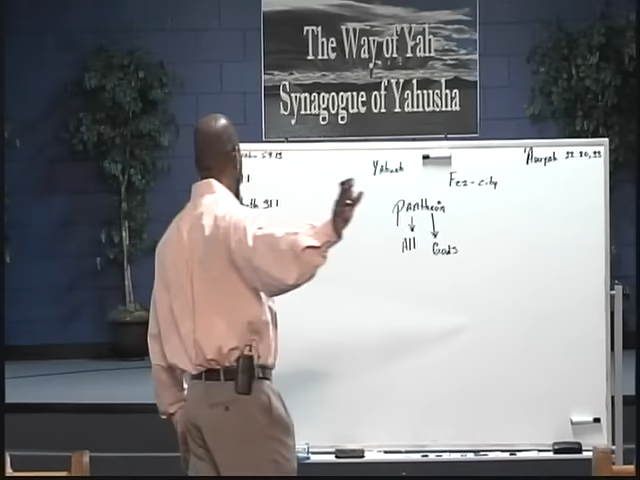 The Way of Yah
Synagogue of Yahusha
Yahuah
Fez-city
Pantheon
All Gods